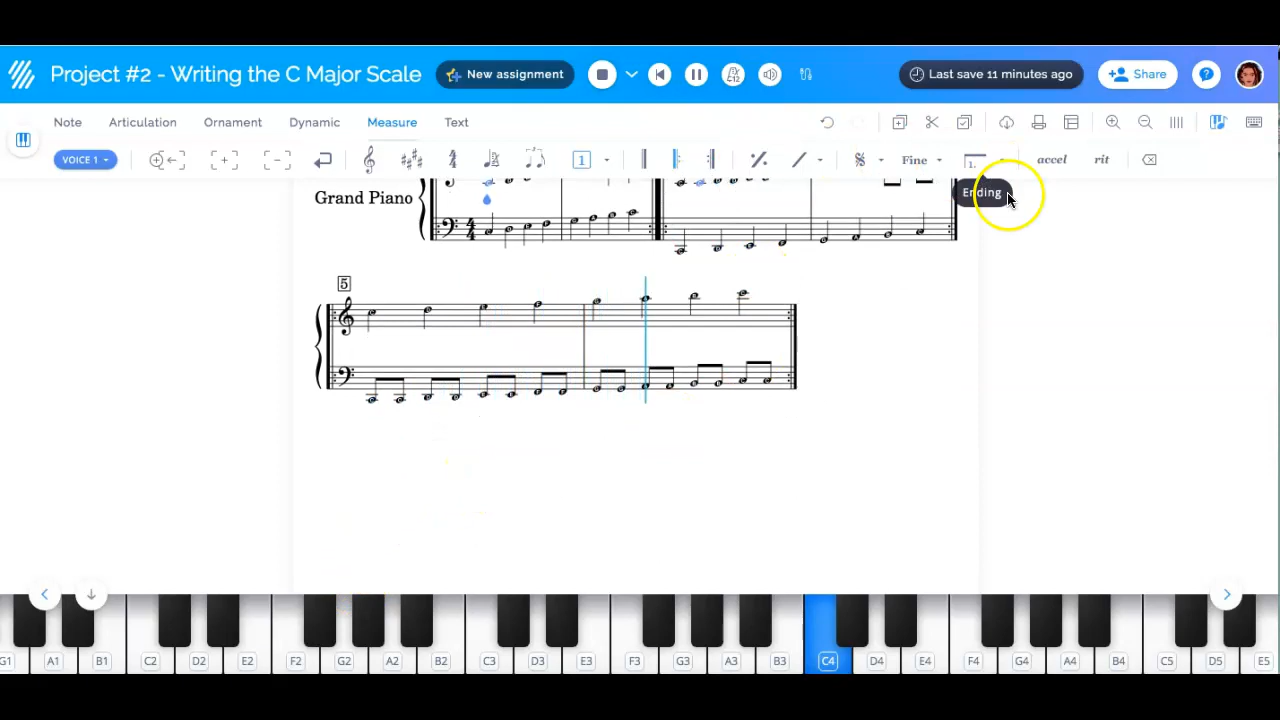 Project #2 - Writing the C Major Scale New assignment Last save 11 minutes ago Share
Note Articulation Ornament Dynamic Measure Text
VOICE 1 1 Fine 1. accel rit
Ending
Grand Piano
5
G1 A1 B1 C2 D2 E2 F2 G2 A2 B2 C3 D3 E3 F3 G3 A3 B3 C4 D4 E4 F4 G4 A4 B4 C5 D5 E5